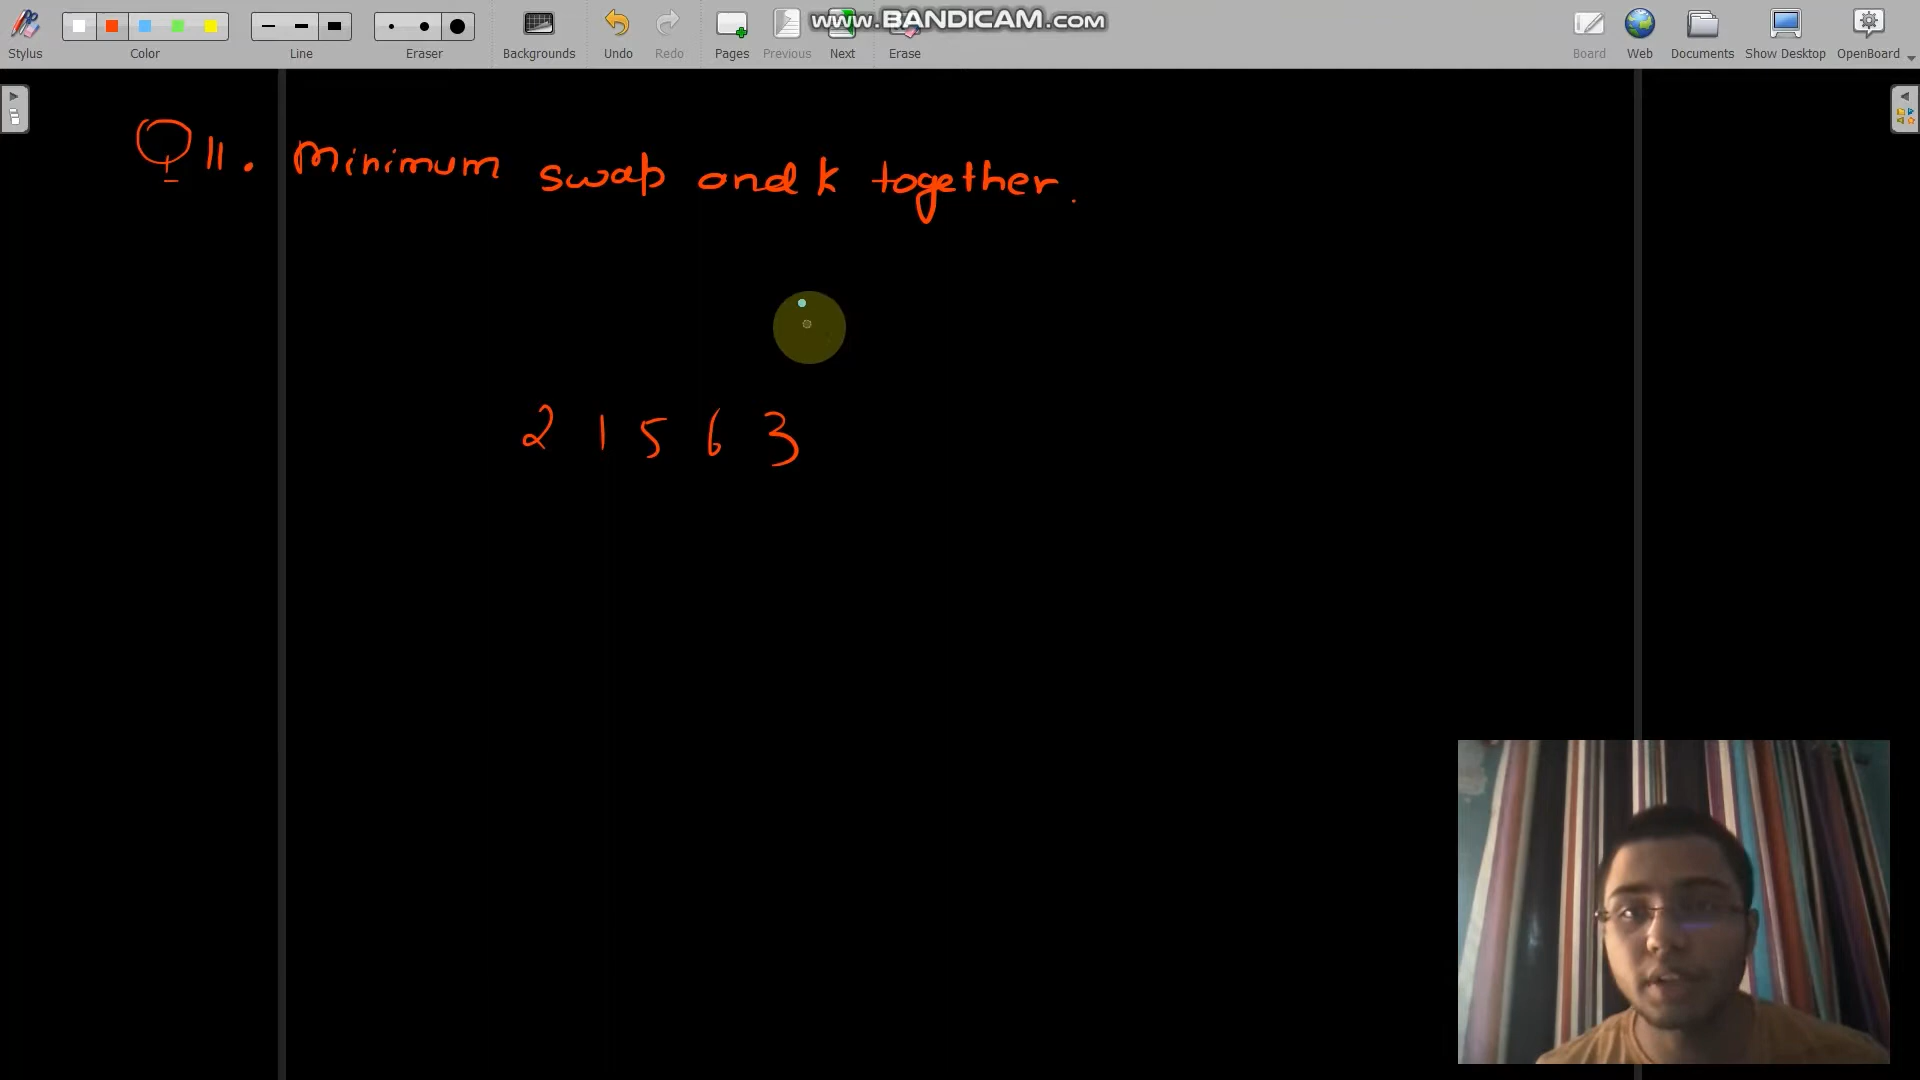 www.BANDICAM.com
Stylus Color Line Eraser Backgrounds Undo Redo Pages Previous Next Erase Board Web Documents Show Desktop OpenBoard
Q 11. Minimum swap and k together.
2 1 5 6 3